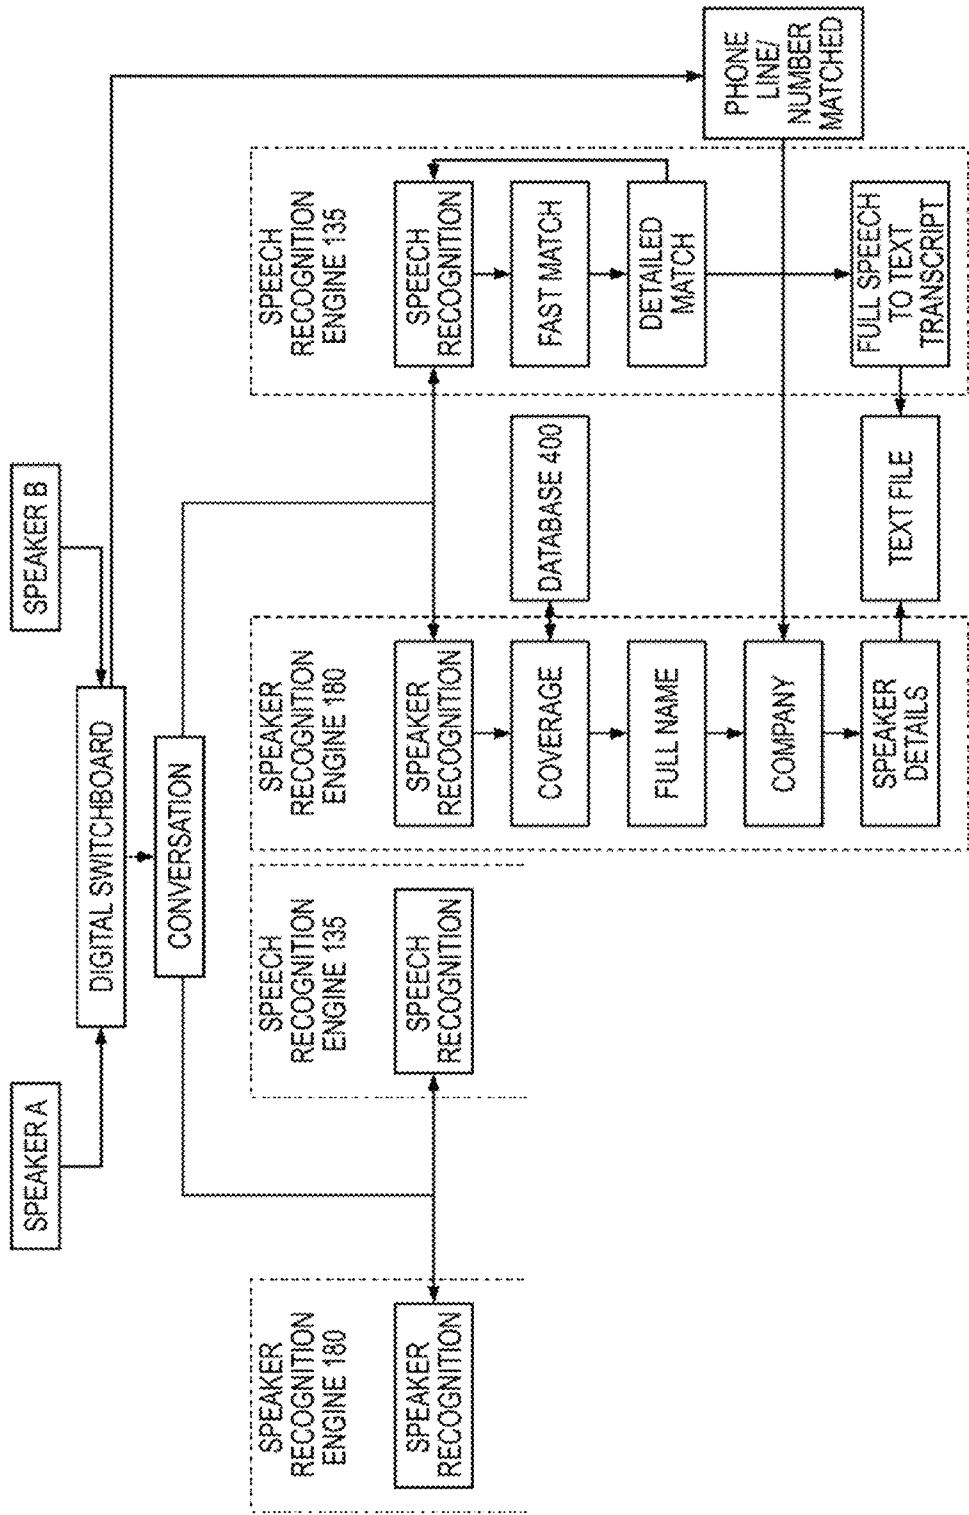 SPEAKER A
SPEAKER B
DIGITAL SWITCHBOARD
CONVERSATION
SPEAKER
RECOGNITION
ENGINE 180
SPEAKER
RECOGNITION
SPEECH
RECOGNITION
ENGINE 135
SPEECH
RECOGNITION
SPEAKER
RECOGNITION
ENGINE 180
SPEAKER
RECOGNITION
COVERAGE
FULL NAME
COMPANY
SPEAKER
DETAILS
DATABASE 400
TEXT FILE
SPEECH
RECOGNITION
ENGINE 135
SPEECH
RECOGNITION
FAST MATCH
DETAILED
MATCH
FULL SPEECH
TO TEXT
TRANSCRIPT
PHONE
LINE/
NUMBER
MATCHED